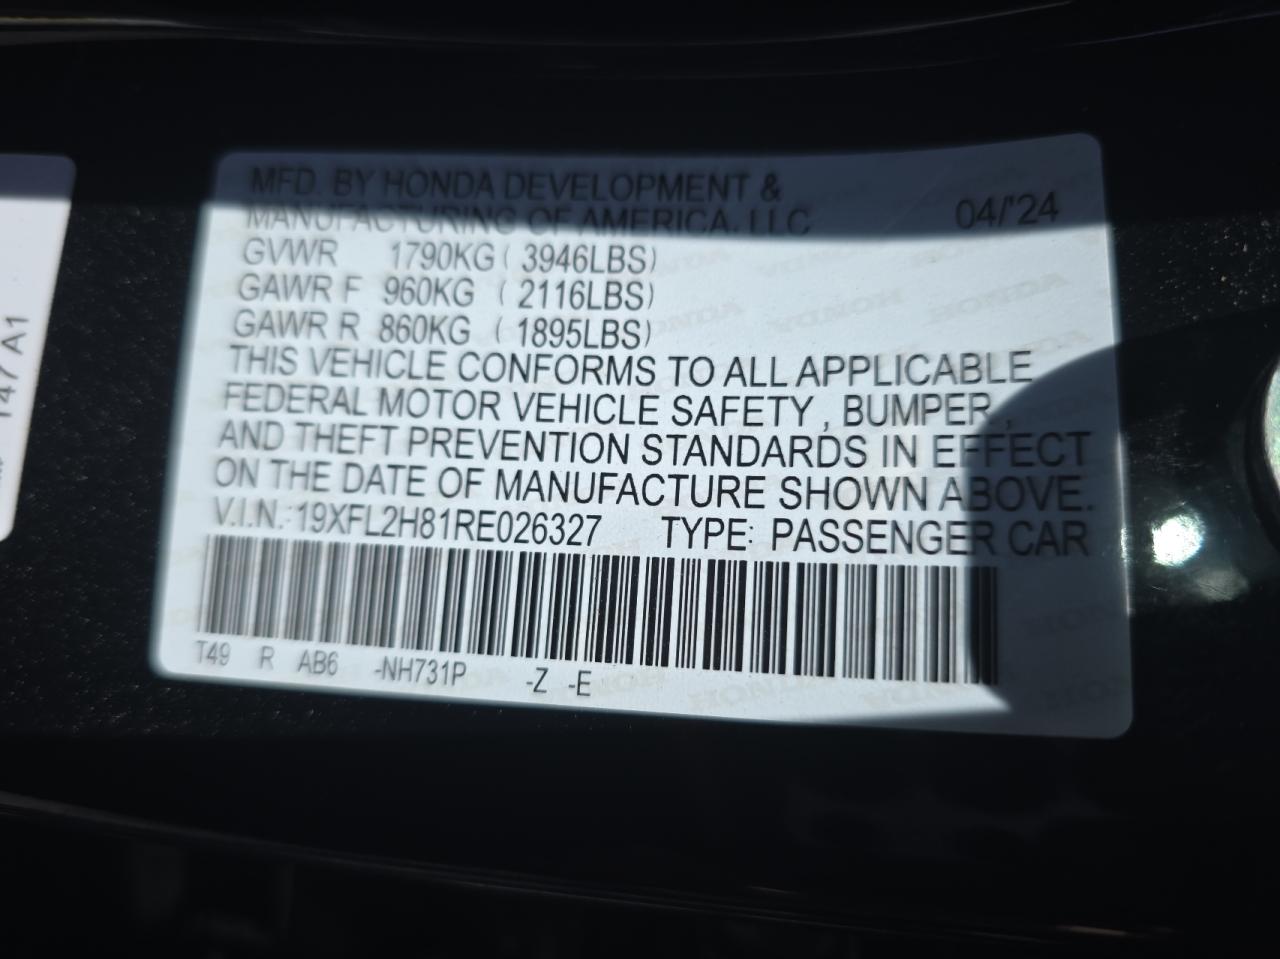 MFD. BY HONDA DEVELOPMENT &
MANUFACTURING OF AMERICA, LLC 04/'24
GVWR 1790KG ( 3946LBS)
GAWR F 960KG ( 2116LBS)
GAWR R 860KG ( 1895LBS)
THIS VEHICLE CONFORMS TO ALL APPLICABLE
FEDERAL MOTOR VEHICLE SAFETY , BUMPER ,
AND THEFT PREVENTION STANDARDS IN EFFECT
ON THE DATE OF MANUFACTURE SHOWN ABOVE.
V.I.N.: 19XFL2H81RE026327 TYPE: PASSENGER CAR
T49 R AB6 -NH731P -Z -E
147 A1